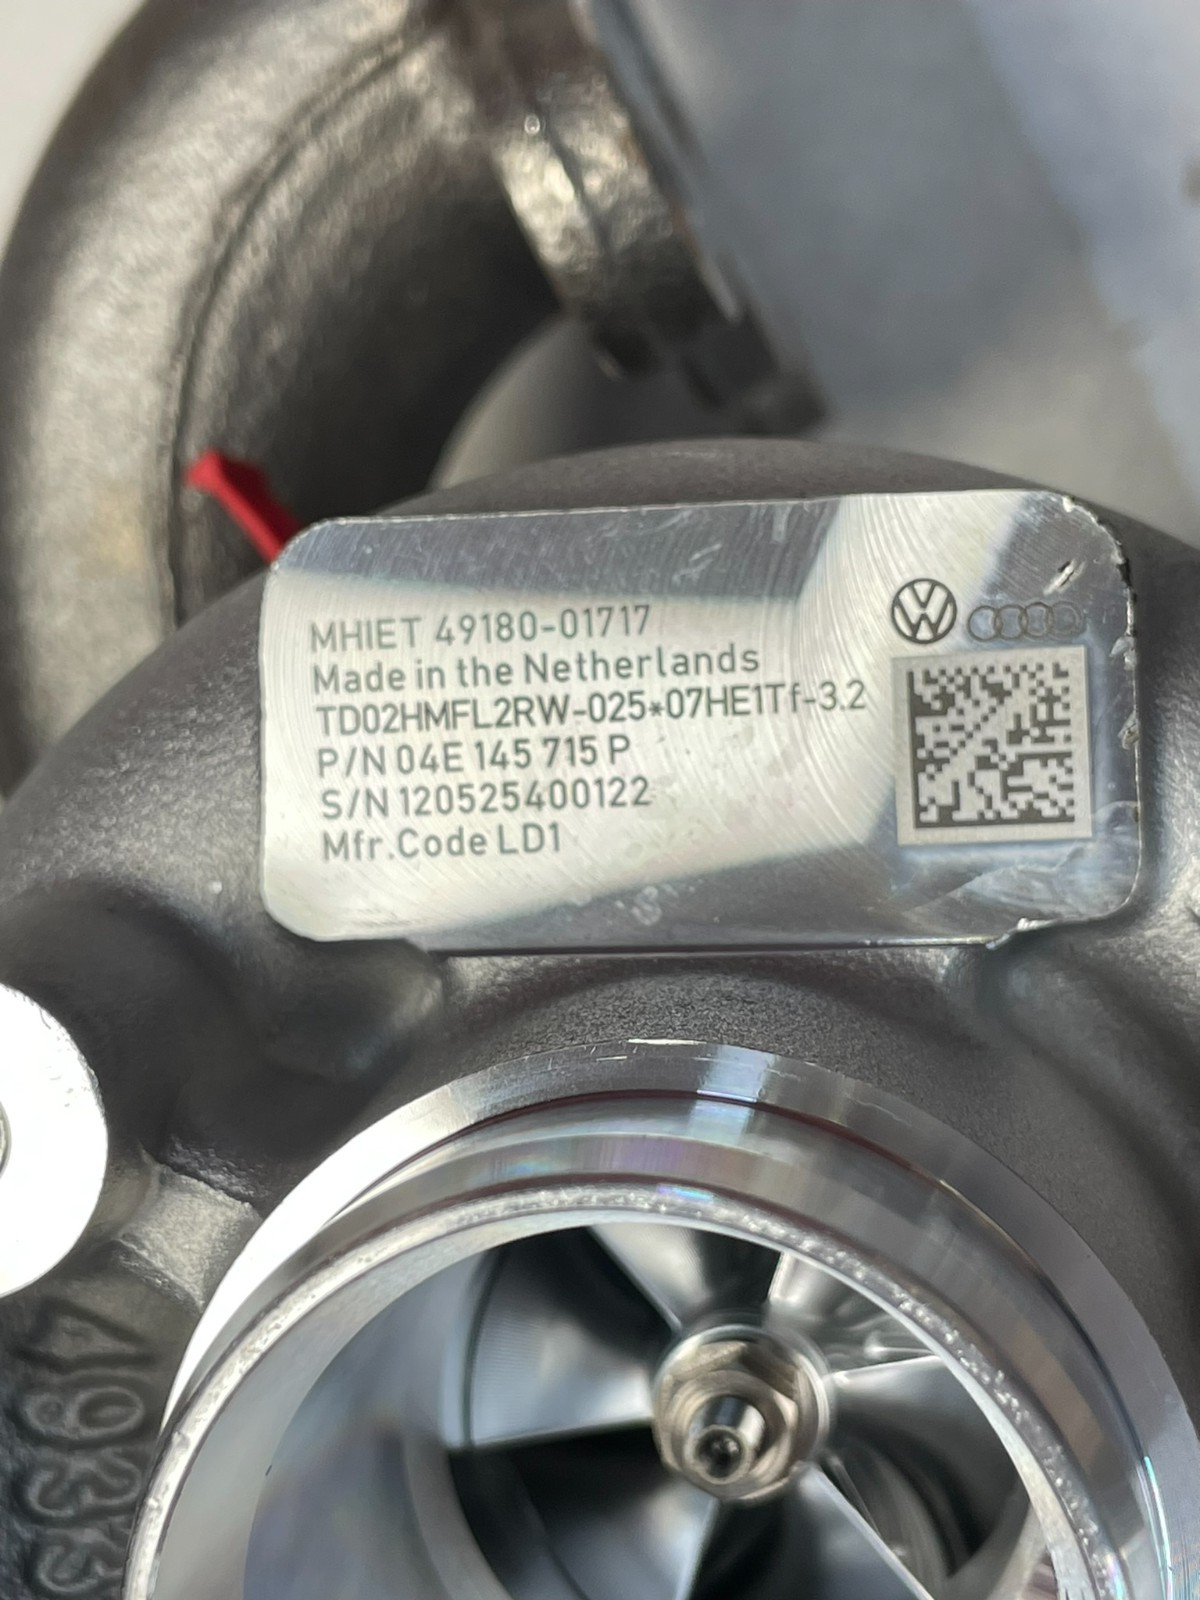 MHIET 49180-01717
Made in the Netherlands
TD02HMFL2RW-025*07HE1Tf-3.2
P/N 04E 145 715 P
S/N 120525400122
Mfr.Code LD1